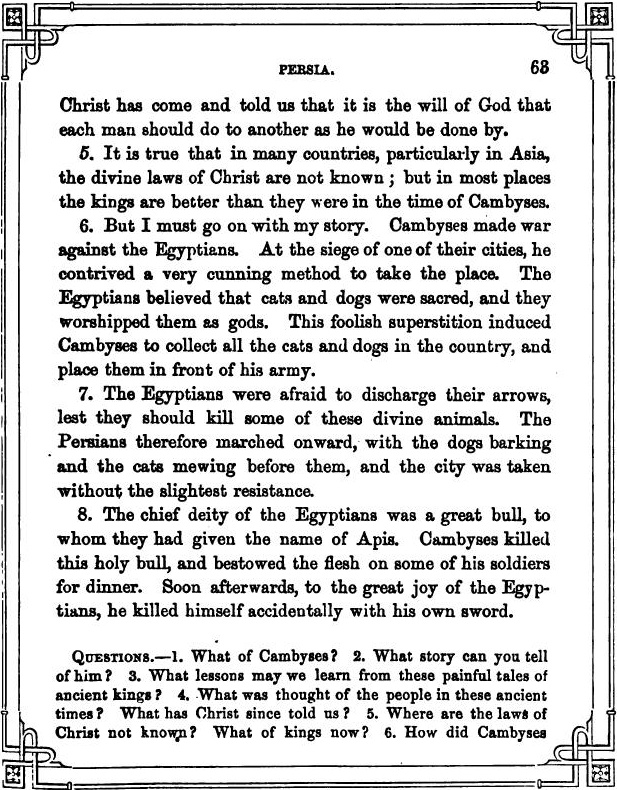 PERSIA. 63
Christ has come and told us that it is the will of God that
each man should do to another as he would be done by.
5. It is true that in many countries, particularly in Asia,
the divine laws of Christ are not known; but in most places
the kings are better than they were in the time of Cambyses.
6. But I must go on with my story. Cambyses made war
against the Egyptians. At the siege of one of their cities, he
contrived a very cunning method to take the place. The
Egyptians believed that cats and dogs were sacred, and they
worshipped them as gods. This foolish superstition induced
Cambyses to collect all the cats and dogs in the country, and
place them in front of his army.
7. The Egyptians were afraid to discharge their arrows,
lest they should kill some of these divine animals. The
Persians therefore marched onward, with the dogs barking
and the cats mewing before them, and the city was taken
without the slightest resistance.
8. The chief deity of the Egyptians was a great bull, to
whom they had given the name of Apis. Cambyses killed
this holy bull, and bestowed the flesh on some of his soldiers
for dinner. Soon afterwards, to the great joy of the Egyp-
tians, he killed himself accidentally with his own sword.
QUESTIONS.—1. What of Cambyses? 2. What story can you tell
of him? 3. What lessons may we learn from these painful tales of
ancient kings? 4. What was thought of the people in these ancient
times? What has Christ since told us? 5. Where are the laws of
Christ not known? What of kings now? 6. How did Cambyses